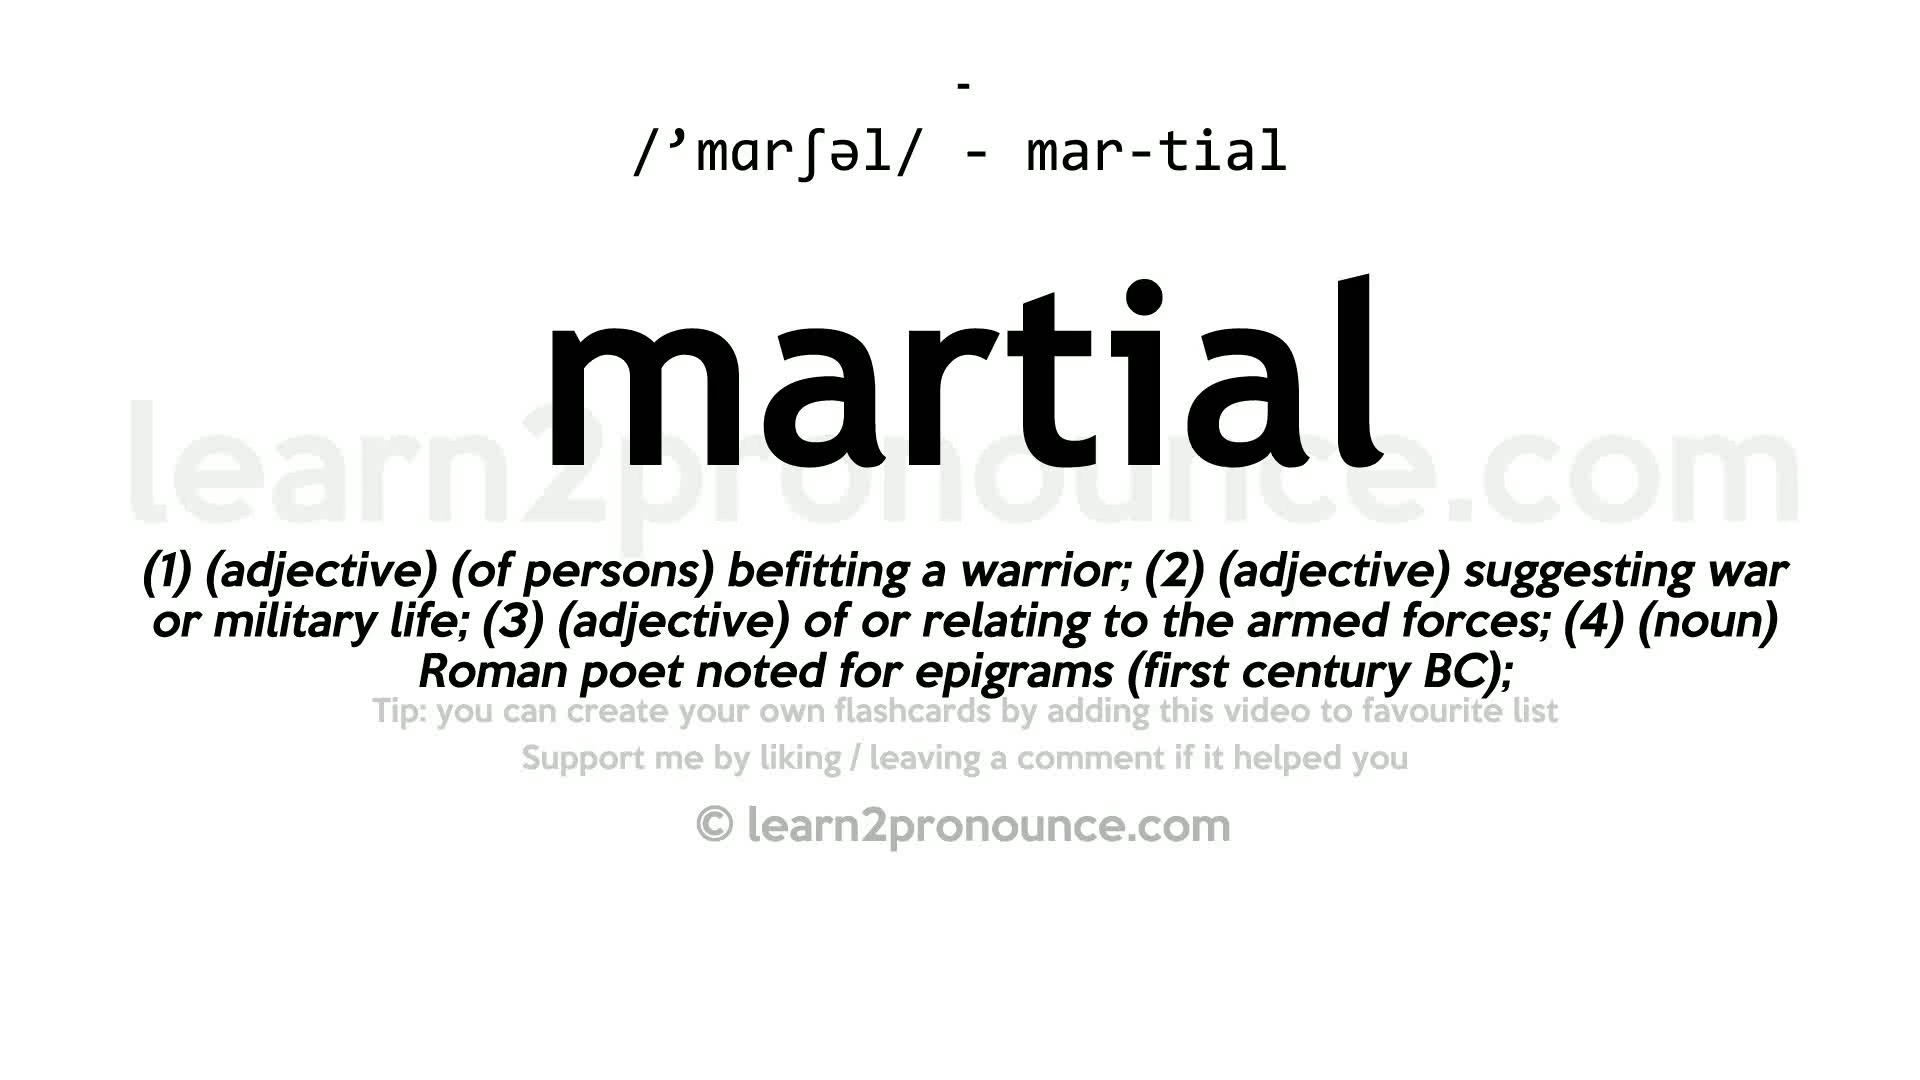 -
/’mɑrʃəl/ - mar-tial
martial
learn2pronounce.com
(1) (adjective) (of persons) befitting a warrior; (2) (adjective) suggesting war
or military life; (3) (adjective) of or relating to the armed forces; (4) (noun)
Roman poet noted for epigrams (first century BC);
Tip: you can create your own flashcards by adding this video to favourite list
Support me by liking / leaving a comment if it helped you
© learn2pronounce.com